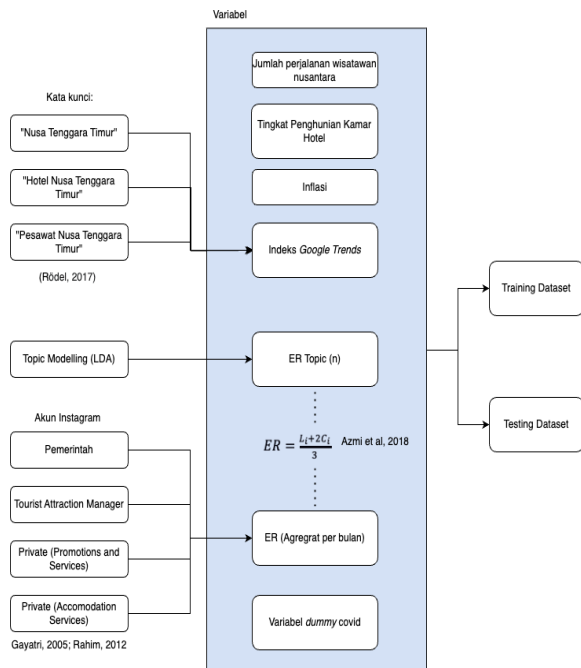 Variabel
Jumlah perjalanan wisatawan
nusantara
Kata kunci:
"Nusa Tenggara Timur"
Tingkat Penghunian Kamar
Hotel
"Hotel Nusa Tenggara
Timur"
Inflasi
"Pesawat Nusa Tenggara
Timur"
Indeks Google Trends
(Rödel, 2017)
Training Dataset
Topic Modelling (LDA)
ER Topic (n)
Akun Instagram
Pemerintah
ER = (L_i+2C_i)/3
Azmi et al, 2018
Testing Dataset
Tourist Attraction Manager
Private (Promotions and
Services)
ER (Agregrat per bulan)
Private (Accomodation
Services)
Variabel dummy covid
Gayatri, 2005; Rahim, 2012